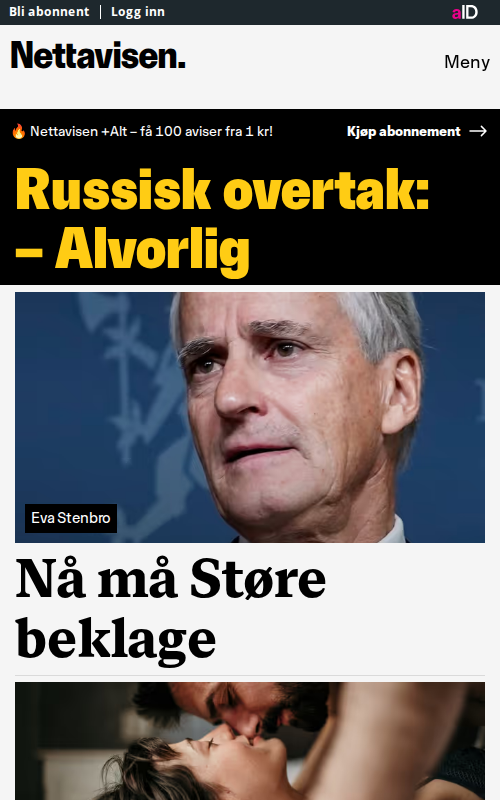 Bli abonnent | Logg inn
aID
Nettavisen.
Meny
🔥 Nettavisen +Alt – få 100 aviser fra 1 kr!
Kjøp abonnement →
Russisk overtak:
– Alvorlig
Eva Stenbro
Nå må Støre
beklage